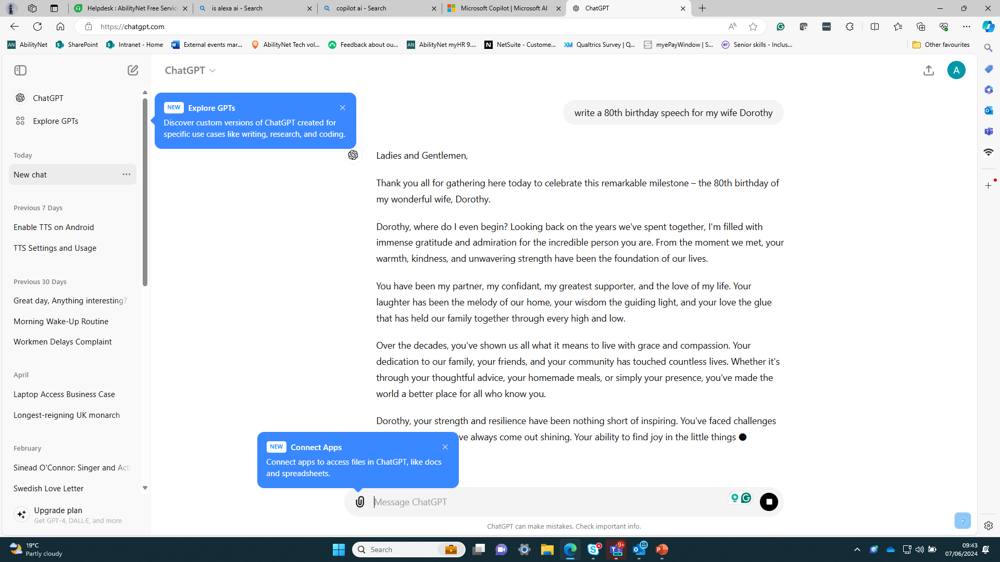 Helpdesk : AbilityNet Free Service
is alexa ai - Search
copilot ai - Search
Microsoft Copilot | Microsoft AI
ChatGPT
https://chatgpt.com
AbilityNet
SharePoint
Intranet - Home
External events mar...
AbilityNet Tech vol...
Feedback about ou...
AbilityNet myHR 9....
NetSuite - Custome...
Qualtrics Survey | Q...
myePayWindow | S...
Senior skills - Inclus...
Other favourites
ChatGPT
A
ChatGPT
Explore GPTs
NEW Explore GPTs
Discover custom versions of ChatGPT created for
specific use cases like writing, research, and coding.
Today
New chat
Previous 7 Days
Enable TTS on Android
TTS Settings and Usage
Previous 30 Days
Great day, Anything interesting?
Morning Wake-Up Routine
Workmen Delays Complaint
April
Laptop Access Business Case
Longest-reigning UK monarch
February
Sinead O'Connor: Singer and Act
Swedish Love Letter
Upgrade plan
Get GPT-4, DALL·E, and more
write a 80th birthday speech for my wife Dorothy
Ladies and Gentlemen,
Thank you all for gathering here today to celebrate this remarkable milestone – the 80th birthday of
my wonderful wife, Dorothy.
Dorothy, where do I even begin? Looking back on the years we've spent together, I'm filled with
immense gratitude and admiration for the incredible person you are. From the moment we met, your
warmth, kindness, and unwavering strength have been the foundation of our lives.
You have been my partner, my confidant, my greatest supporter, and the love of my life. Your
laughter has been the melody of our home, your wisdom the guiding light, and your love the glue
that has held our family together through every high and low.
Over the decades, you've shown us all what it means to live with grace and compassion. Your
dedication to our family, your friends, and your community has touched countless lives. Whether it's
through your thoughtful advice, your homemade meals, or simply your presence, you've made the
world a better place for all who know you.
Dorothy, your strength and resilience have been nothing short of inspiring. You've faced challenges
ve always come out shining. Your ability to find joy in the little things
NEW Connect Apps
Connect apps to access files in ChatGPT, like docs
and spreadsheets.
Message ChatGPT
ChatGPT can make mistakes. Check important info.
?
19°C
Partly cloudy
Search
9+
NEW
09:43
07/06/2024